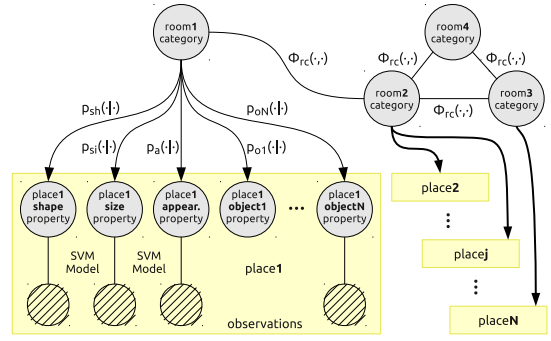 room1
category
room4
category
Φrc(·,·)
Φrc(·,·)
Φrc(·,·)
room2
category
room3
category
Φrc(·,·)
psh(·|·)
poN(·|·)
psi(·|·)
pa(·|·)
po1(·|·)
place1
shape
property
place1
size
property
place1
appear.
property
place1
object1
property
...
place1
objectN
property
place2
⋮
placej
⋮
placeN
SVM
Model
SVM
Model
place1
observations